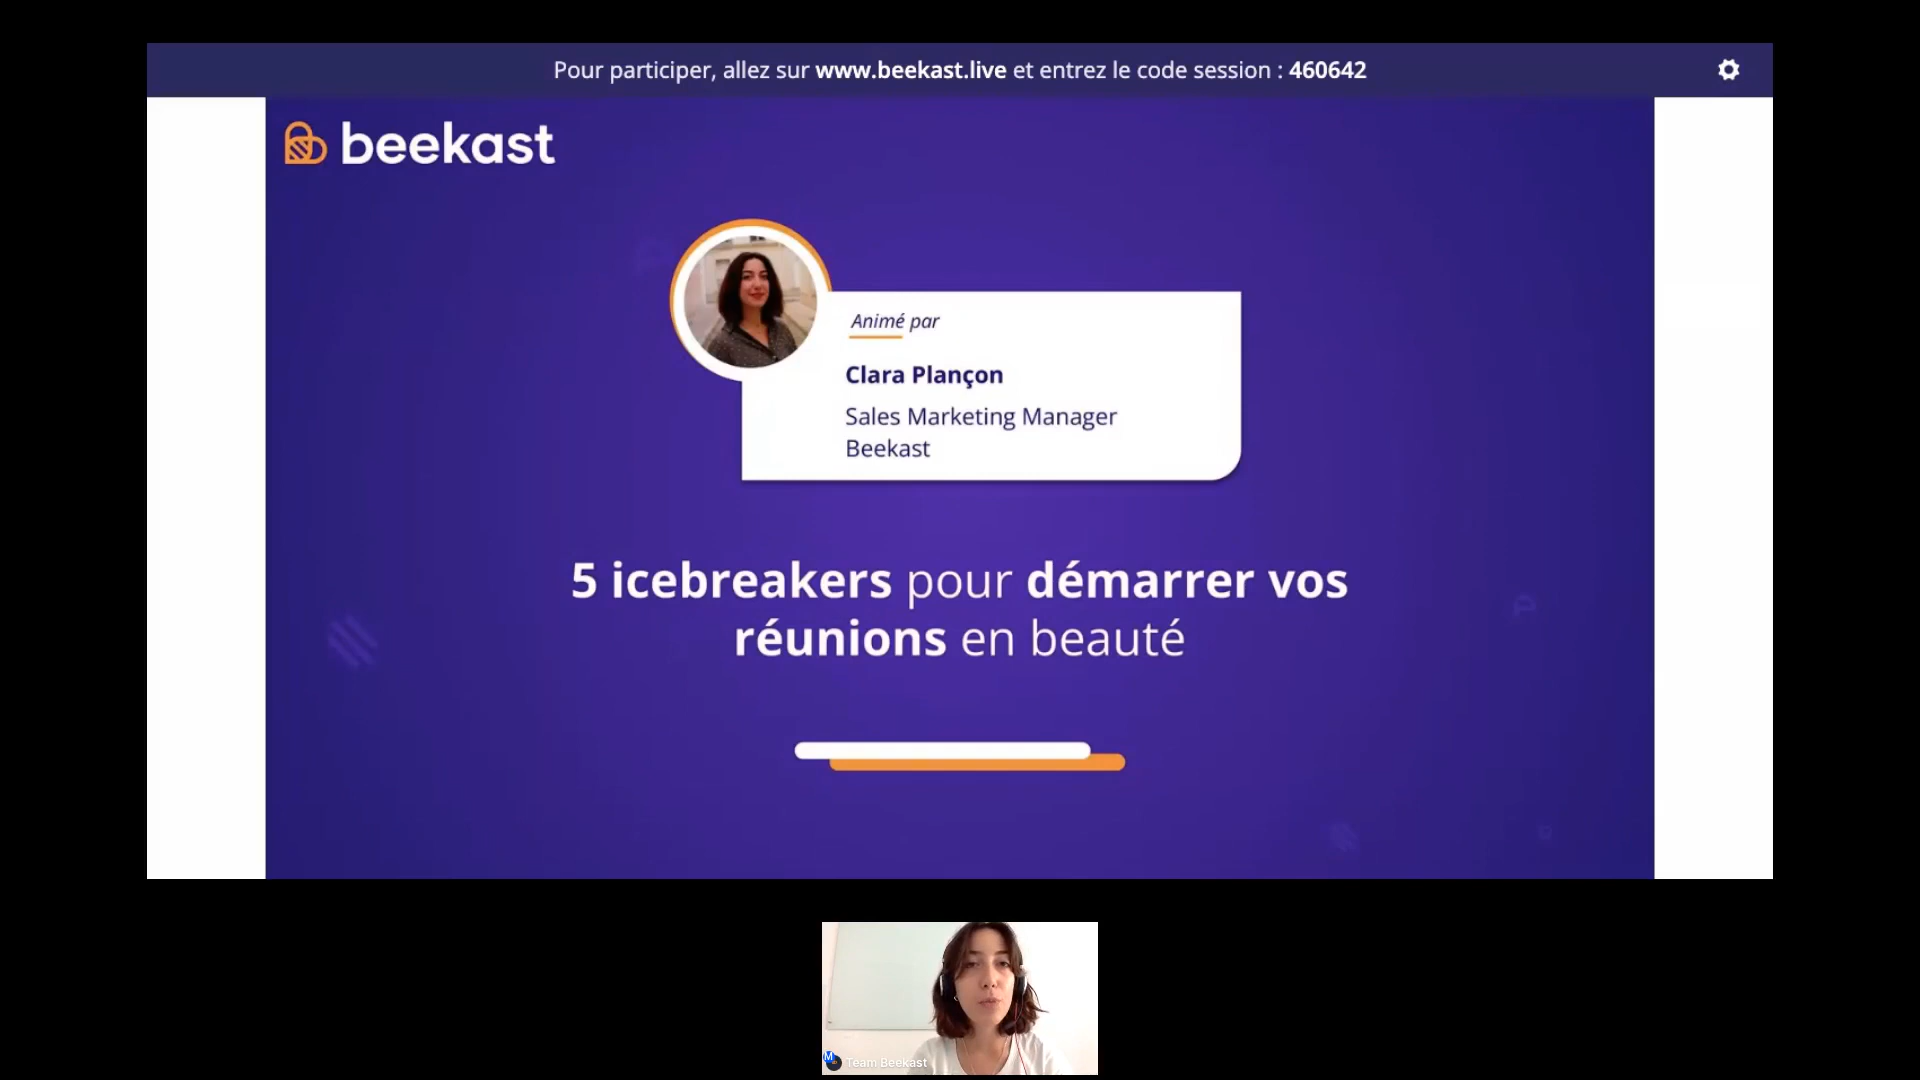 Pour participer, allez sur www.beekast.live et entrez le code session : 460642
beekast
Animé par
Clara Plançon
Sales Marketing Manager
Beekast
5 icebreakers pour démarrer vos
réunions en beauté
Team Beekast